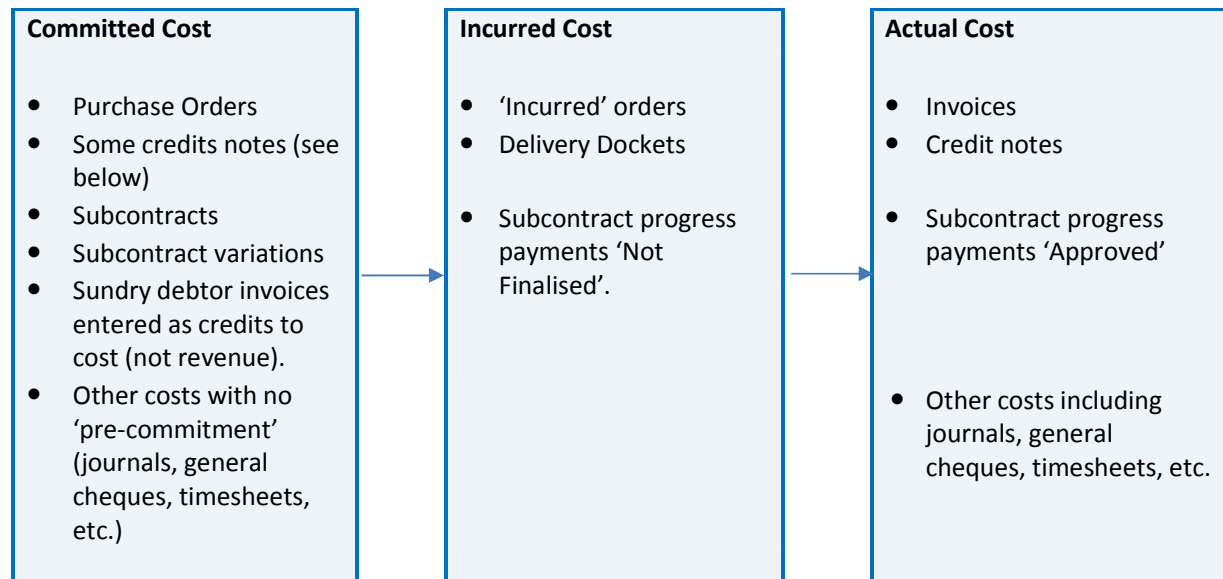 Committed Cost
• Purchase Orders
• Some credits notes (see
below)
• Subcontracts
• Subcontract variations
• Sundry debtor invoices
entered as credits to
cost (not revenue).
• Other costs with no
‘pre-commitment’
(journals, general
cheques, timesheets,
etc.)
Incurred Cost
• ‘Incurred’ orders
• Delivery Dockets
• Subcontract progress
payments ‘Not
Finalised’.
Actual Cost
• Invoices
• Credit notes
• Subcontract progress
payments ‘Approved’
• Other costs including
journals, general
cheques, timesheets, etc.